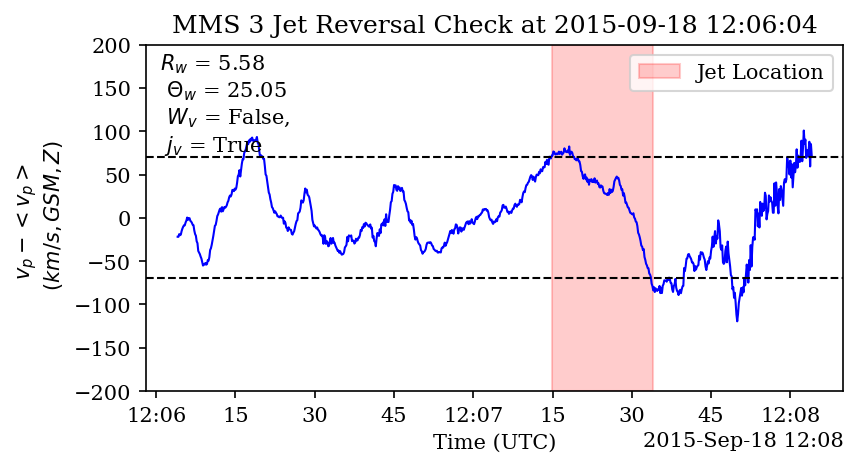 MMS 3 Jet Reversal Check at 2015-09-18 12:06:04
R_w = 5.58
Θ_w = 25.05
W_v = False,
j_v = True
Jet Location
v_p − < v_p >
(km/s, GSM, Z)
200
150
100
50
0
−50
−100
−150
−200
12:06 15 30 45 12:07 15 30 45 12:08
Time (UTC)
2015-Sep-18 12:08